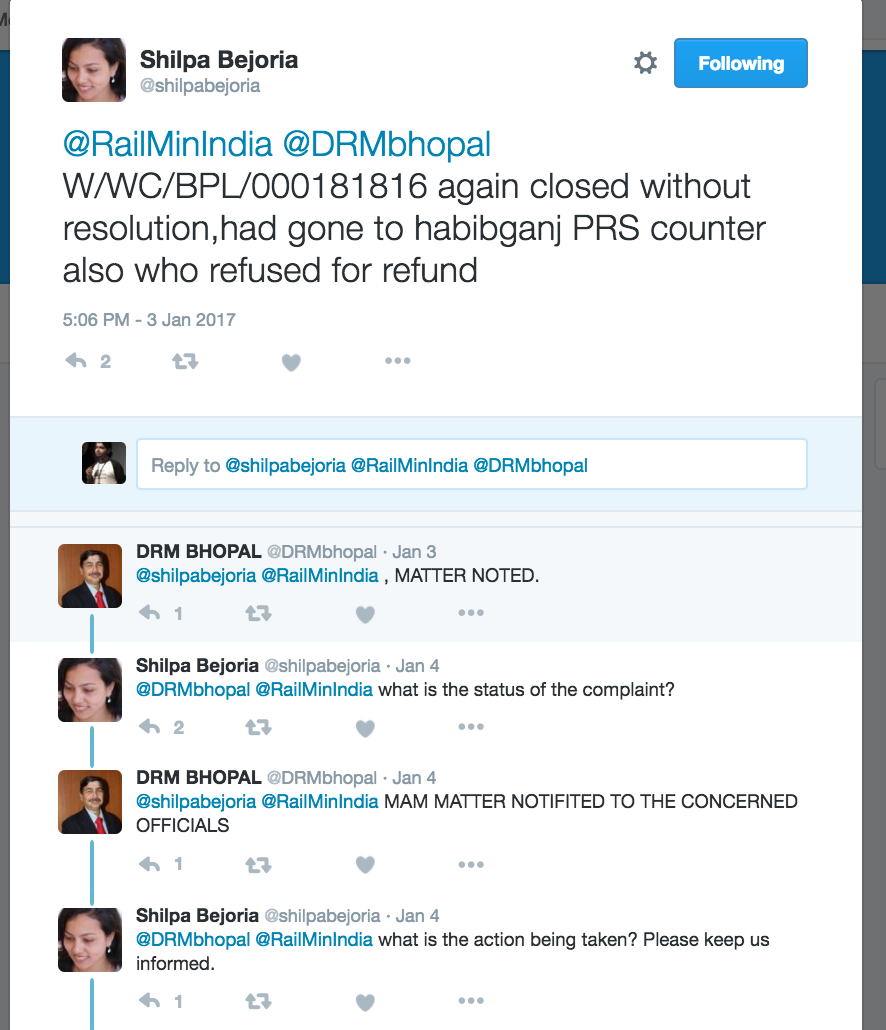 Shilpa Bejoria
@shilpabejoria
Following
@RailMinIndia @DRMbhopal
W/WC/BPL/000181816 again closed without
resolution,had gone to habibganj PRS counter
also who refused for refund
5:06 PM - 3 Jan 2017
2
Reply to @shilpabejoria @RailMinIndia @DRMbhopal
DRM BHOPAL @DRMbhopal · Jan 3
@shilpabejoria @RailMinIndia , MATTER NOTED.
1
Shilpa Bejoria @shilpabejoria · Jan 4
@DRMbhopal @RailMinIndia what is the status of the complaint?
2
DRM BHOPAL @DRMbhopal · Jan 4
@shilpabejoria @RailMinIndia MAM MATTER NOTIFITED TO THE CONCERNED
OFFICIALS
1
Shilpa Bejoria @shilpabejoria · Jan 4
@DRMbhopal @RailMinIndia what is the action being taken? Please keep us
informed.
1